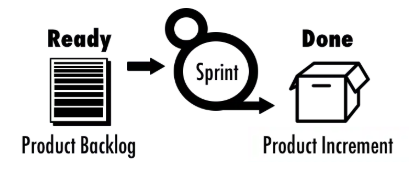 Ready
Sprint
Done
Product Backlog
Product Increment